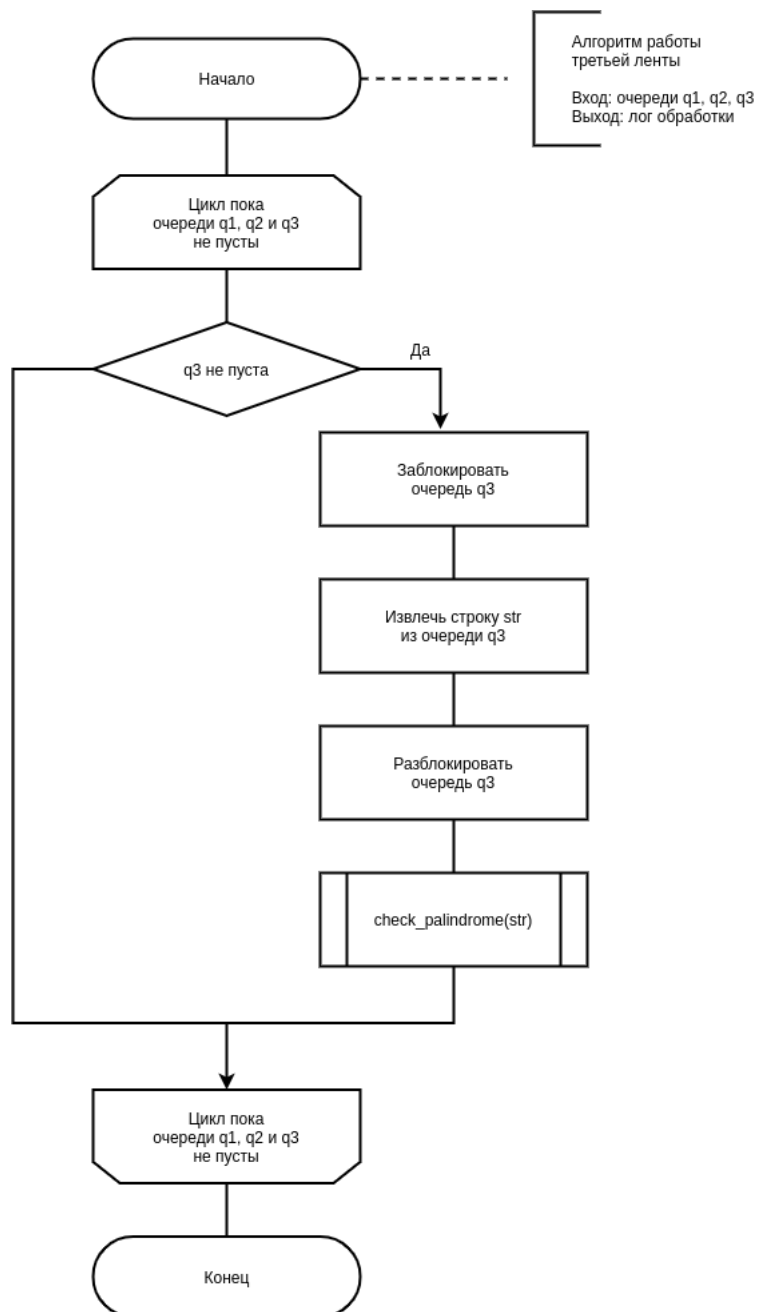 Начало
Алгоритм работы
третьей ленты
Вход: очереди q1, q2, q3
Выход: лог обработки
Цикл пока
очереди q1, q2 и q3
не пусты
q3 не пуста
Да
Заблокировать
очередь q3
Извлечь строку str
из очереди q3
Разблокировать
очередь q3
check_palindrome(str)
Цикл пока
очереди q1, q2 и q3
не пусты
Конец